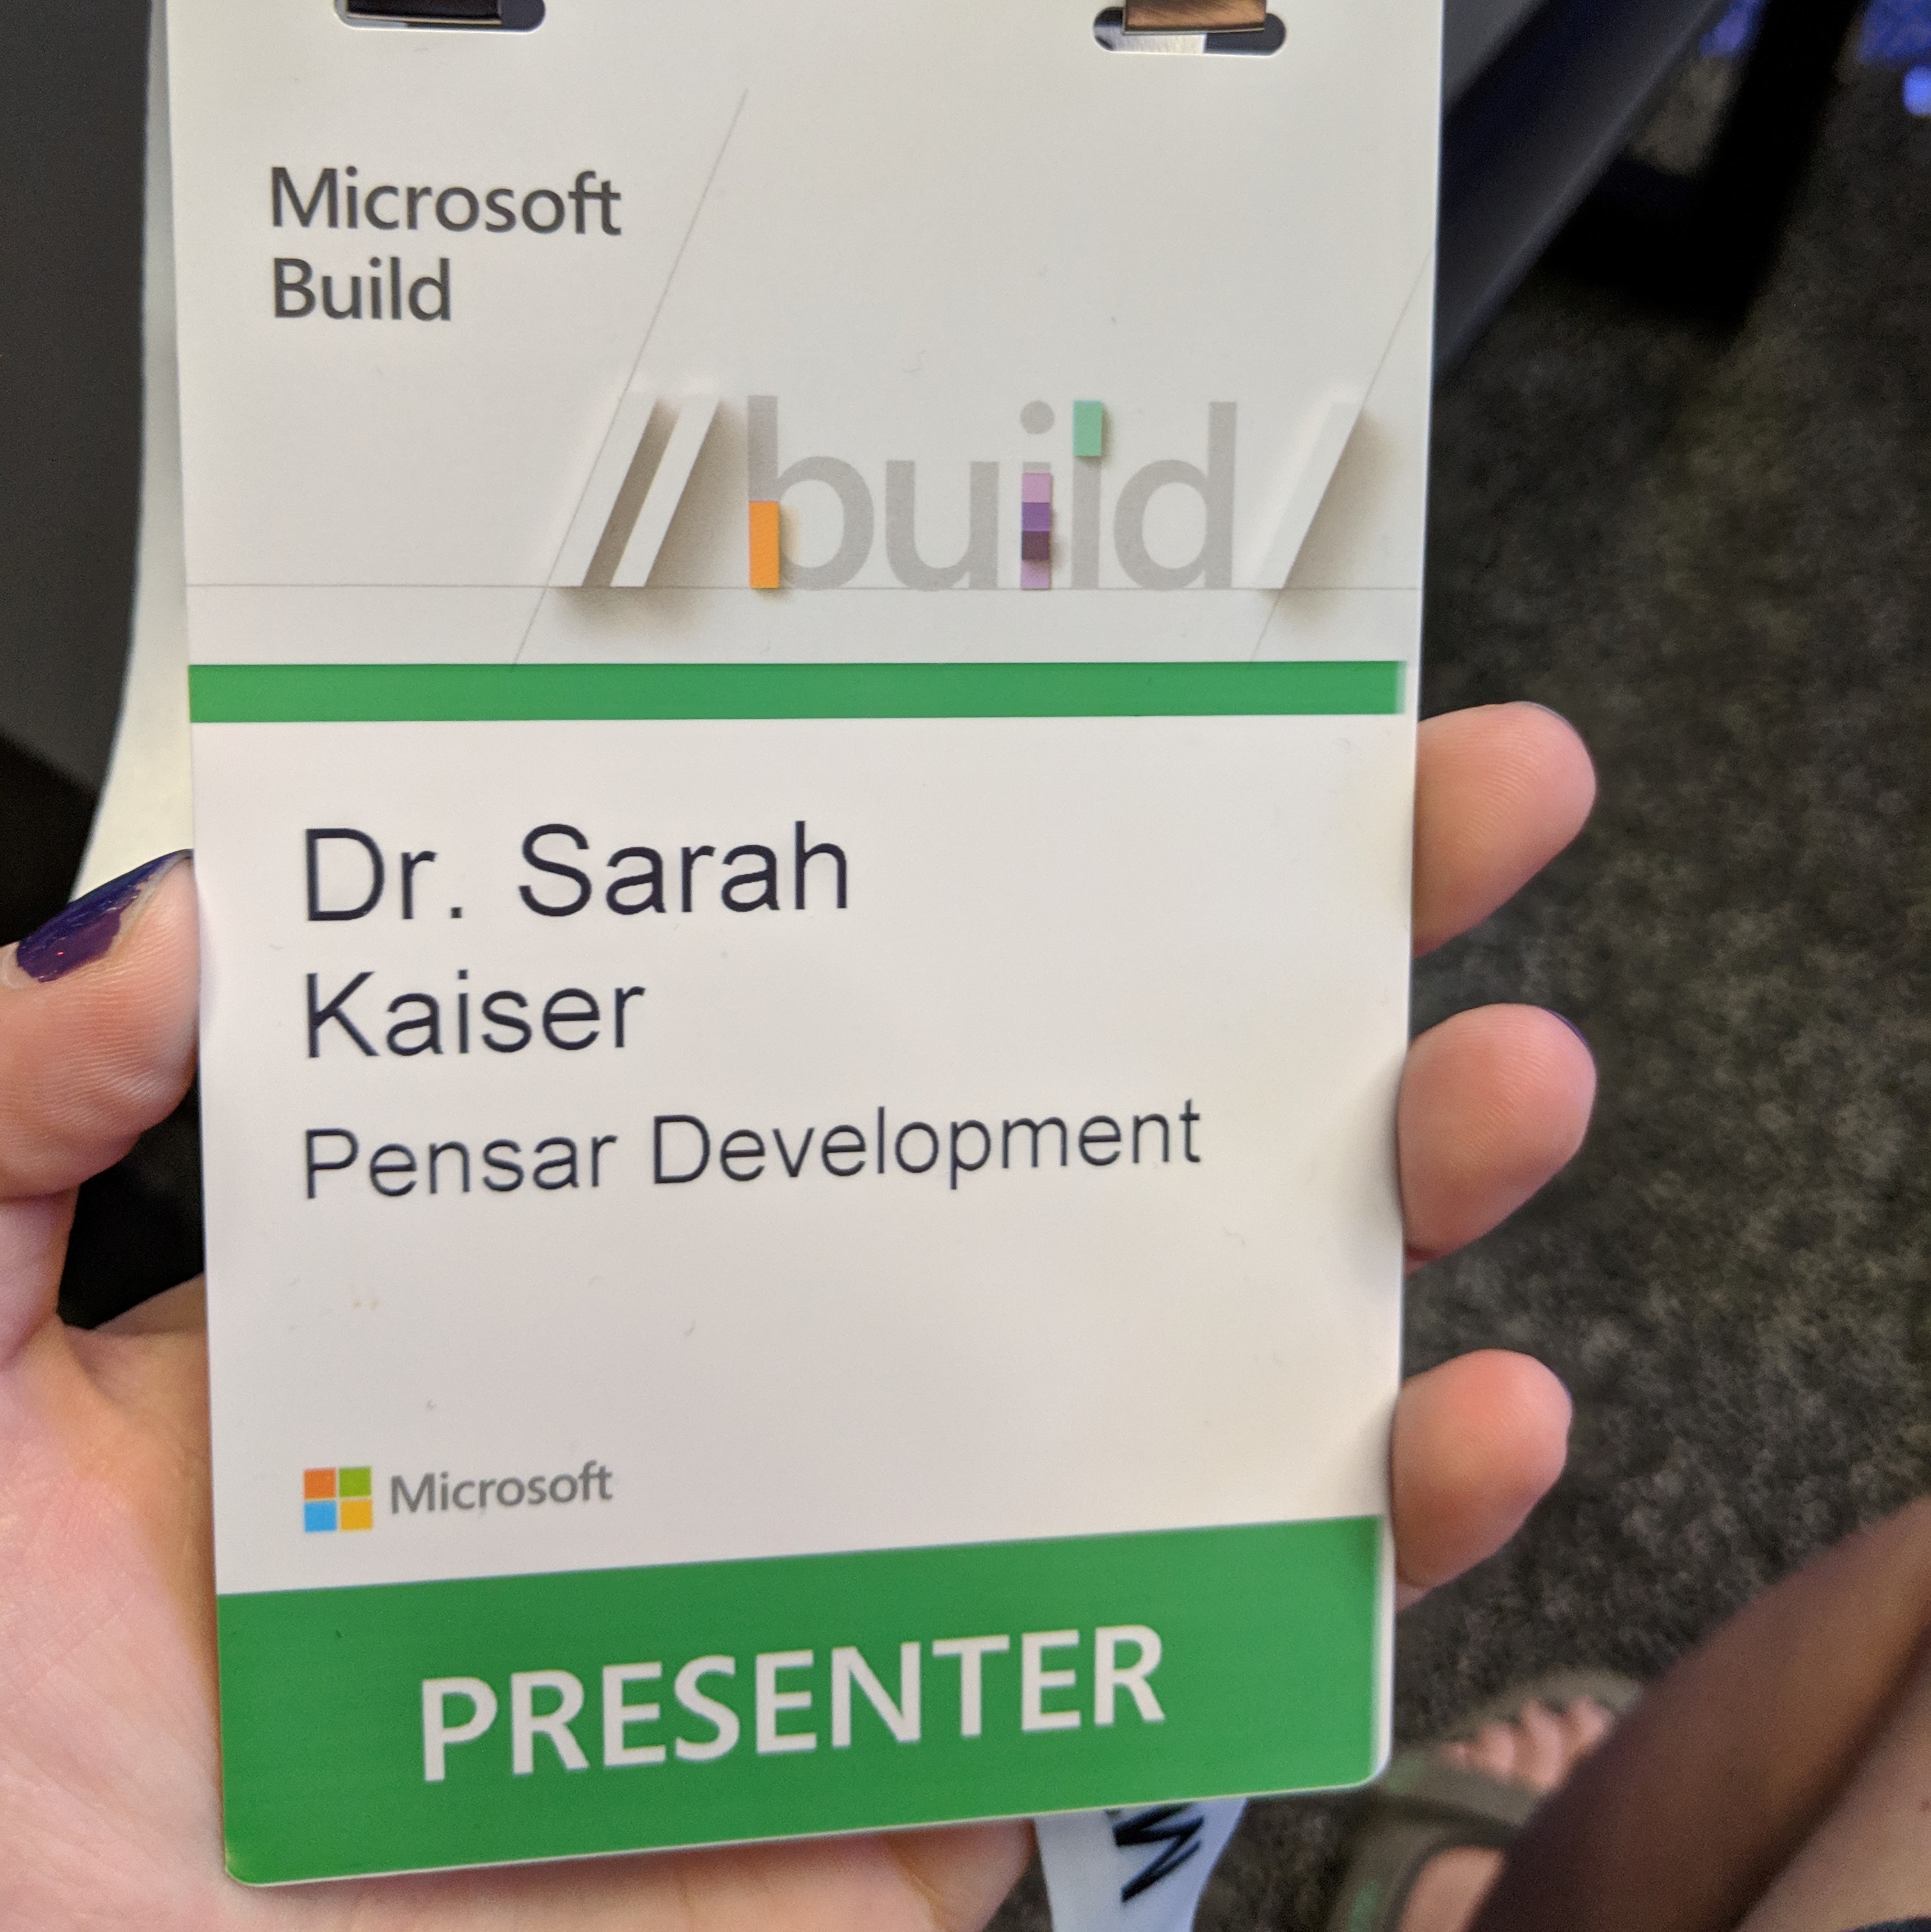 Microsoft
Build
//build/
Dr. Sarah
Kaiser
Pensar Development
Microsoft
PRESENTER